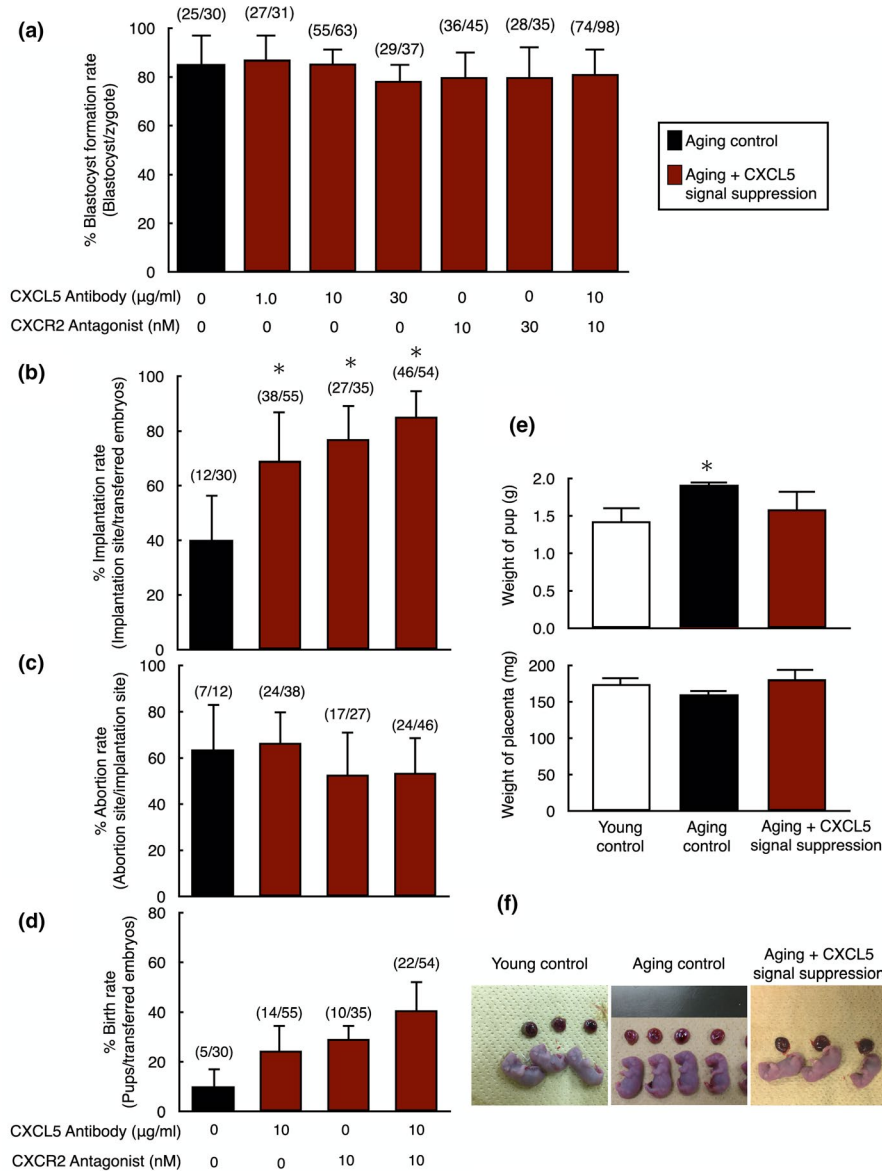 (a)
(25/30) (27/31) (55/63) (29/37) (36/45) (28/35) (74/98)
% Blastocyst formation rate
(Blastocyst/zygote)
100
80
60
40
20
0
CXCL5 Antibody (μg/ml) 0 1.0 10 30 0 0 10
CXCR2 Antagonist (nM) 0 0 0 0 10 30 10
Aging control
Aging + CXCL5
signal suppression
(b)
* * *
(12/30) (38/55) (27/35) (46/54)
% Implantation rate
(Implantation site/transferred embryos)
100
80
60
40
20
0
(c)
(7/12) (24/38) (17/27) (24/46)
% Abortion rate
(Abortion site/implantation site)
100
80
60
40
20
0
(d)
(5/30) (14/55) (10/35) (22/54)
% Birth rate
(Pups/transferred embryos)
80
60
40
20
0
CXCL5 Antibody (μg/ml) 0 10 0 10
CXCR2 Antagonist (nM) 0 0 10 10
(e)
*
Weight of pup (g)
2.0
1.5
1.0
0.5
0.0
Weight of placenta (mg)
200
150
100
50
0
Young
control
Aging
control
Aging + CXCL5
signal suppression
(f)
Young control
Aging control
Aging + CXCL5
signal suppression